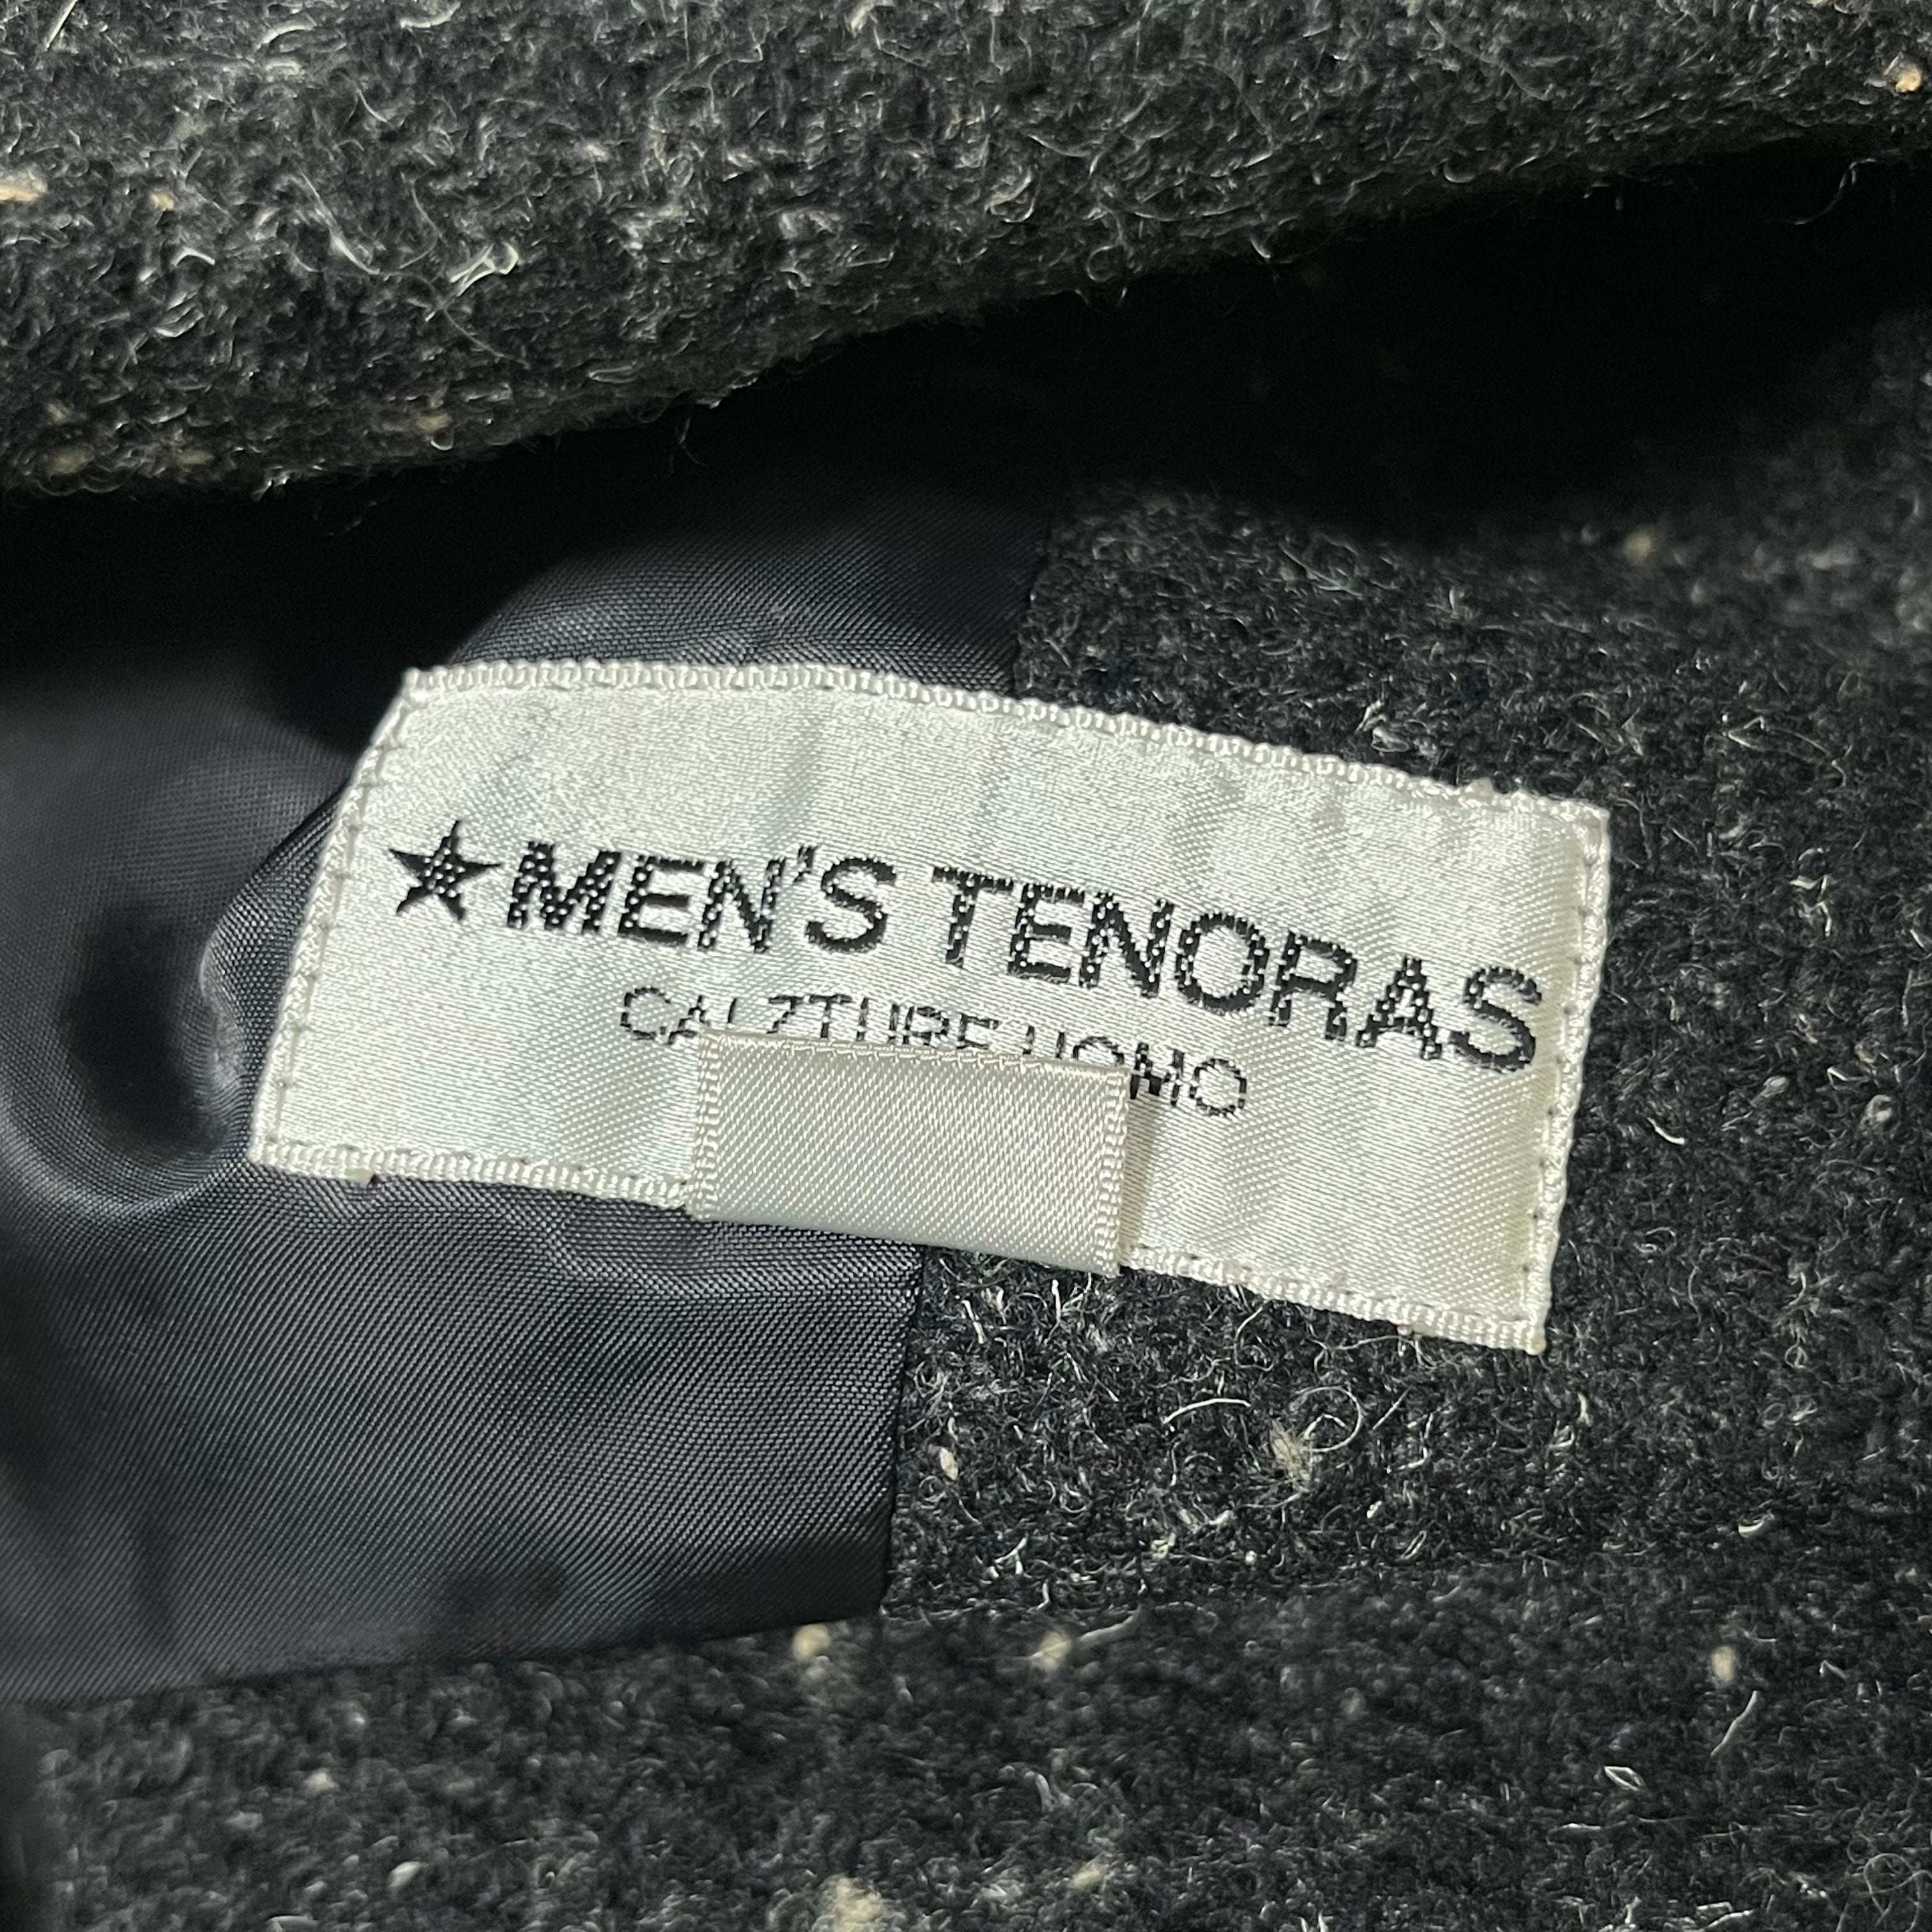 ★MEN'S TENORAS
CALZTURE UOMO